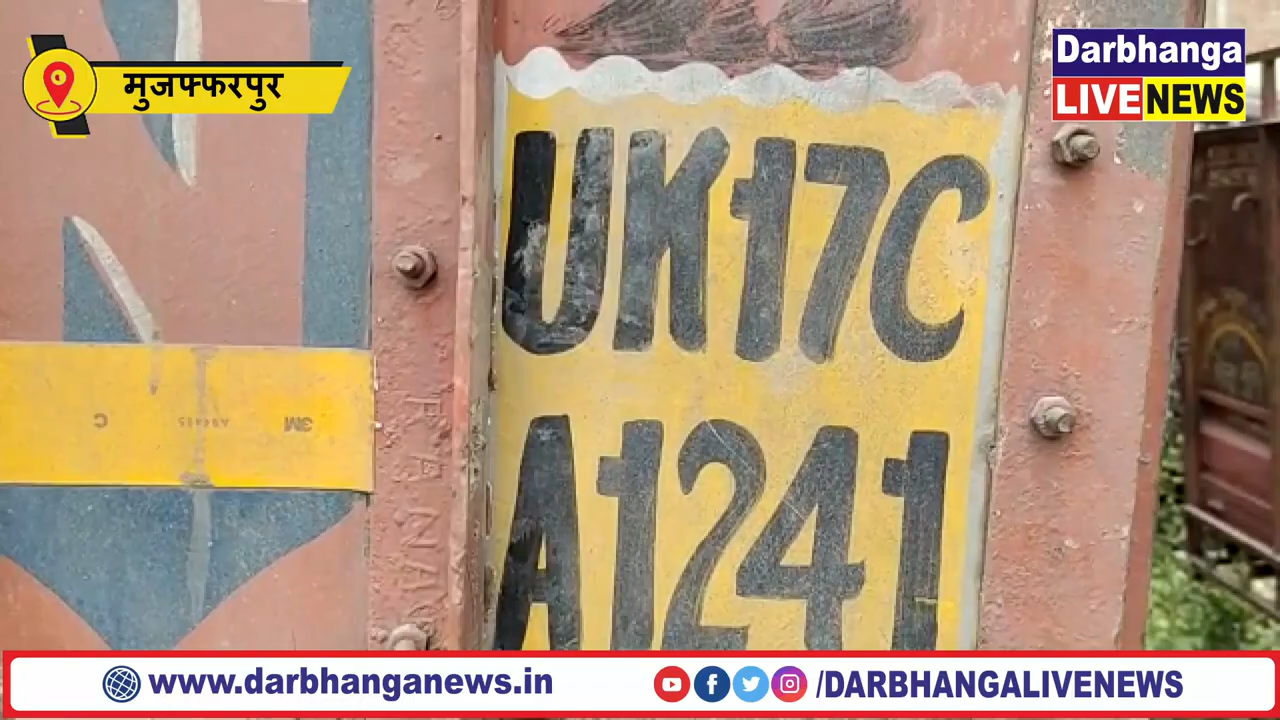 मुजफ्फरपुर
Darbhanga
LIVE NEWS
UK17C
A1241
3M
C
www.darbhanganews.in
/DARBHANGALIVENEWS